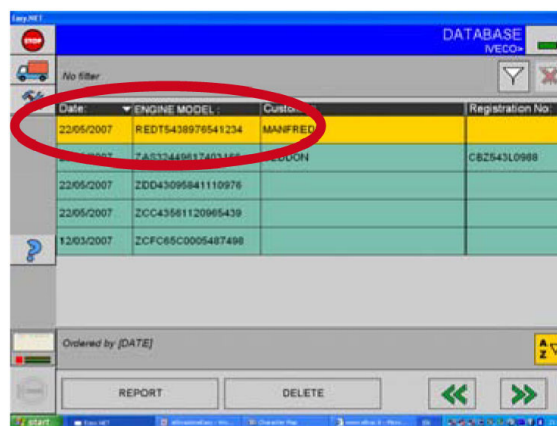 Easy.NET
STOP
DATABASE
IVECO>
No filter
Date: ENGINE MODEL: Registration No:
22/05/2007 REDT5438976541234 MANFRED
CBZ543L0988
22/05/2007 ZDD43095841110976
22/05/2007 ZCC43561120965439
12/03/2007 ZCFC65C0005487498
Ordered by [DATE]
A
Z
REPORT DELETE
start Easy.NET Character Map